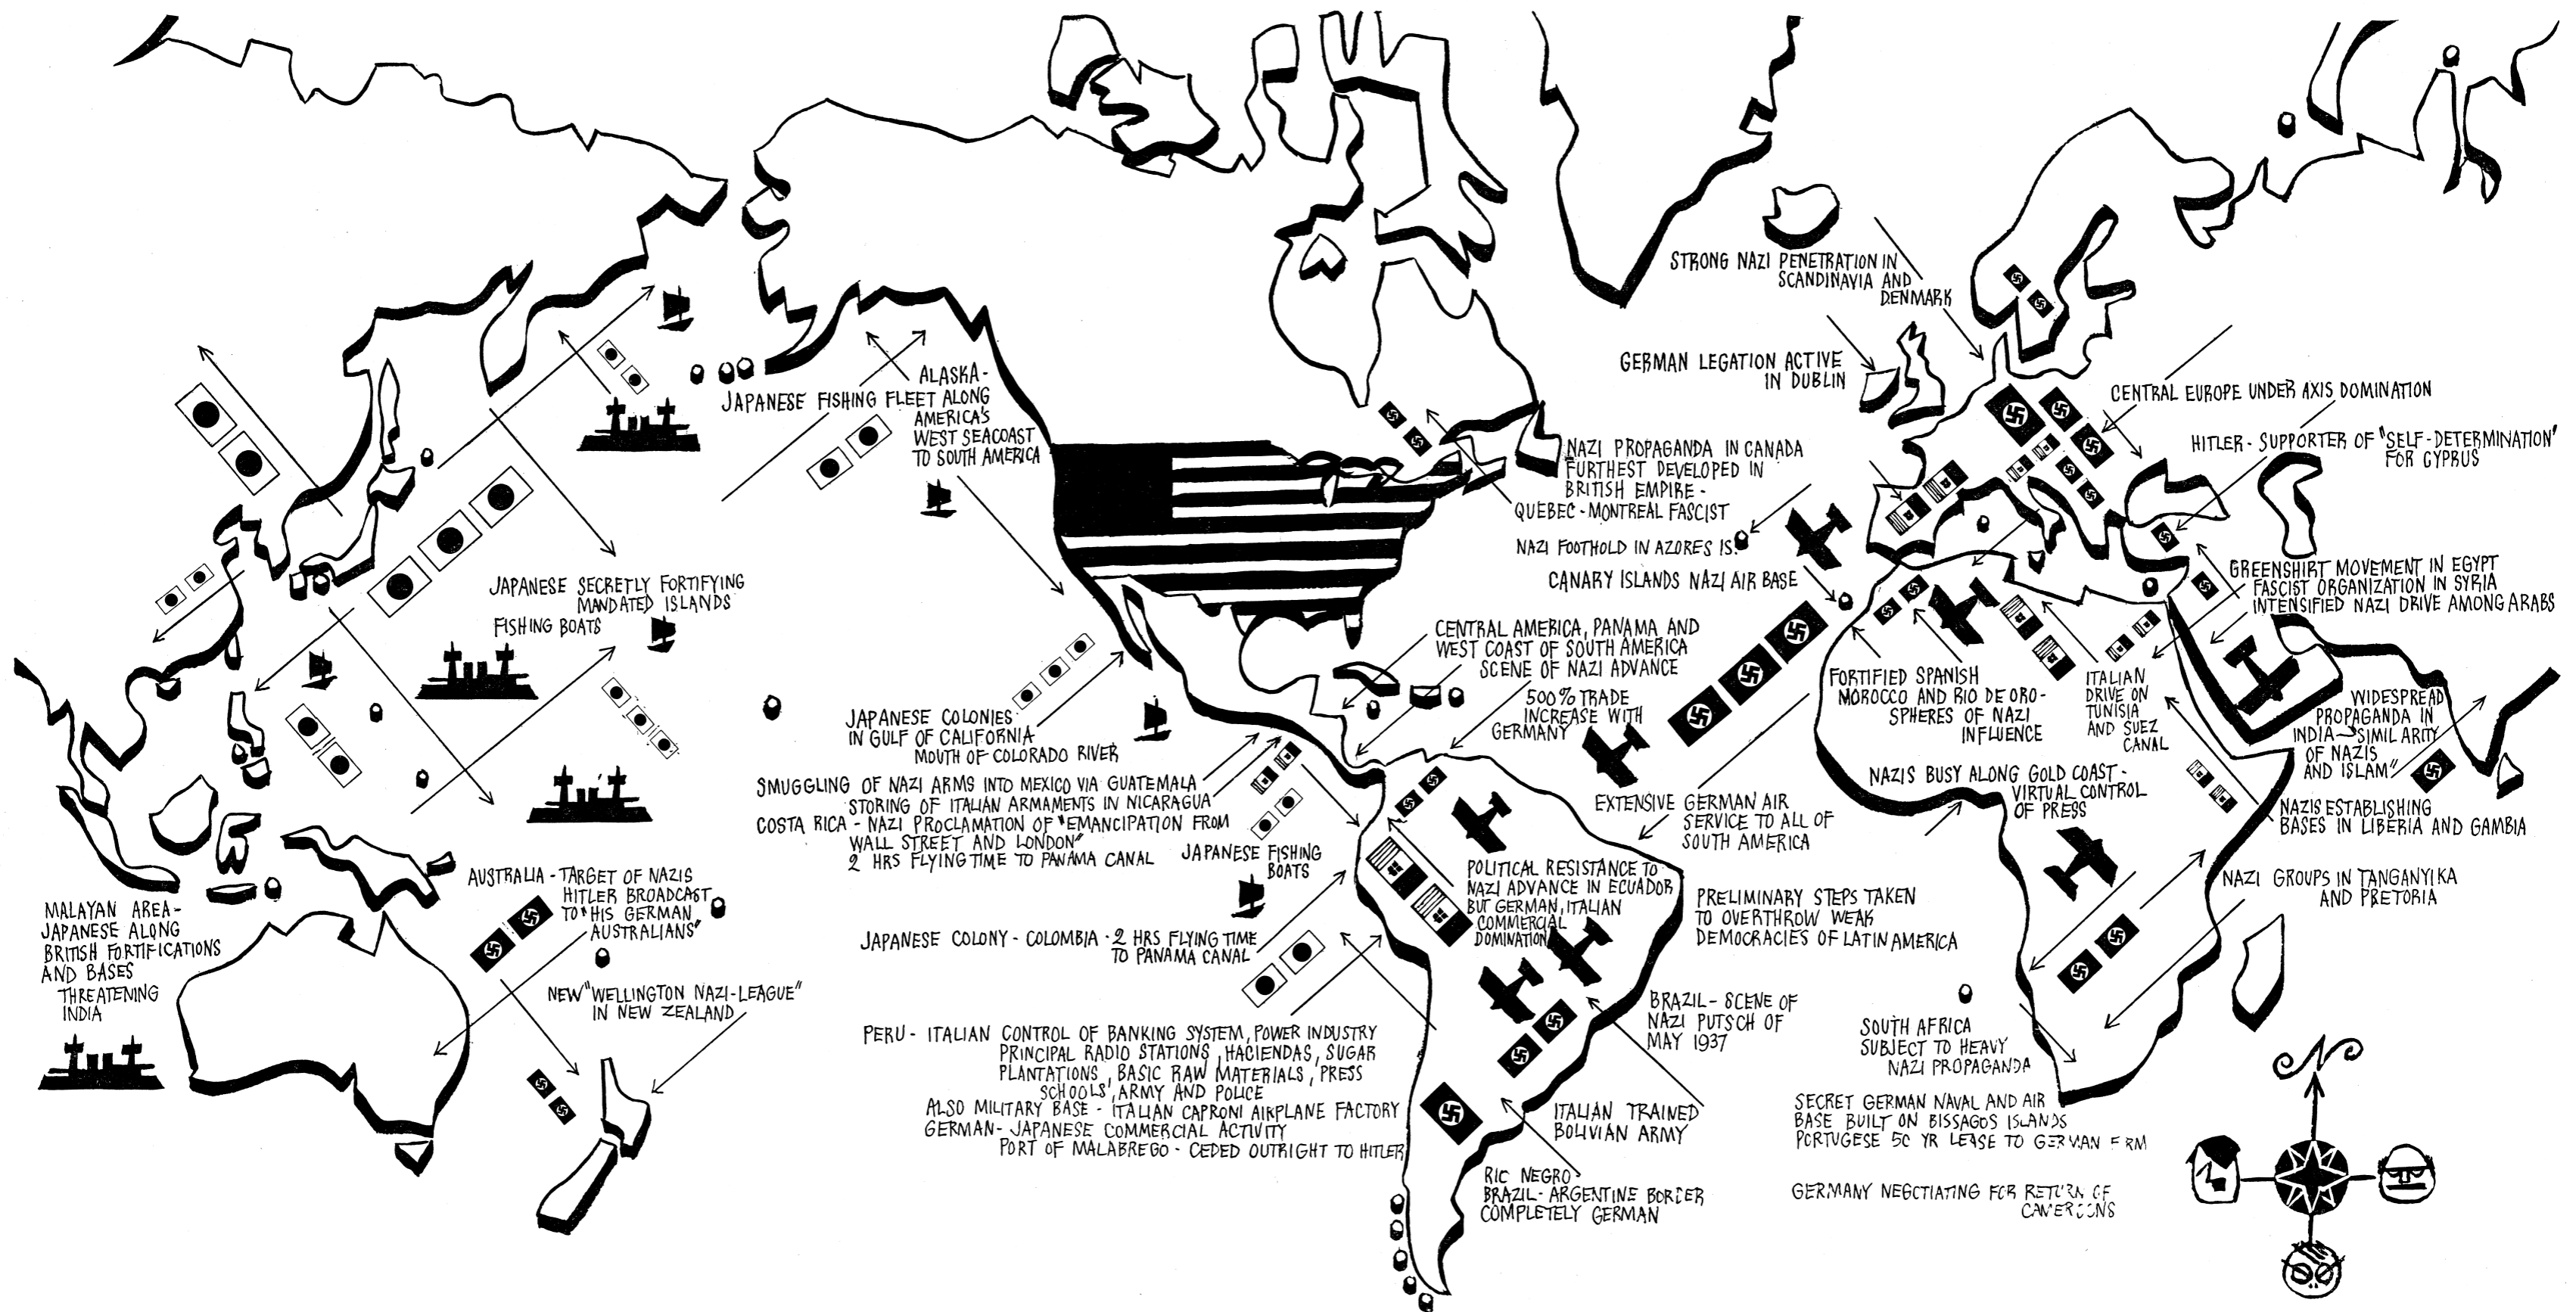 STRONG NAZI PENETRATION IN
SCANDINAVIA AND
DENMARK
GERMAN LEGATION ACTIVE
IN DUBLIN
CENTRAL EUROPE UNDER AXIS DOMINATION
HITLER - SUPPORTER OF "SELF-DETERMINATION"
FOR CYPRUS
ALASKA-
JAPANESE FISHING FLEET ALONG
AMERICA'S
WEST SEACOAST
TO SOUTH AMERICA
NAZI PROPAGANDA IN CANADA
FURTHEST DEVELOPED IN
BRITISH EMPIRE -
QUEBEC - MONTREAL FASCIST
NAZI FOOTHOLD IN AZORES IS.
CANARY ISLANDS NAZI AIR BASE
GREENSHIRT MOVEMENT IN EGYPT
FASCIST ORGANIZATION IN SYRIA
INTENSIFIED NAZI DRIVE AMONG ARABS
JAPANESE SECRETLY FORTIFYING
MANDATED ISLANDS
FISHING BOATS
CENTRAL AMERICA, PANAMA AND
WEST COAST OF SOUTH AMERICA
SCENE OF NAZI ADVANCE
500% TRADE
INCREASE WITH
GERMANY
FORTIFIED SPANISH
MOROCCO AND RIO DE ORO-
SPHERES OF NAZI
INFLUENCE
ITALIAN
DRIVE ON
TUNISIA
AND SUEZ
CANAL
WIDESPREAD
PROPAGANDA IN
INDIA- "SIMILARITY
OF NAZIS
AND ISLAM"
JAPANESE COLONIES
IN GULF OF CALIFORNIA
MOUTH OF COLORADO RIVER
SMUGGLING OF NAZI ARMS INTO MEXICO VIA GUATEMALA
STORING OF ITALIAN ARMAMENTS IN NICARAGUA
COSTA RICA - NAZI PROCLAMATION OF "EMANCIPATION FROM
WALL STREET AND LONDON"
2 HRS FLYING TIME TO PANAMA CANAL
JAPANESE FISHING
BOATS
EXTENSIVE GERMAN AIR
SERVICE TO ALL OF
SOUTH AMERICA
NAZIS BUSY ALONG GOLD COAST -
VIRTUAL CONTROL
OF PRESS
NAZIS ESTABLISHING
BASES IN LIBERIA AND GAMBIA
AUSTRALIA - TARGET OF NAZIS
HITLER BROADCAST
TO "HIS GERMAN
AUSTRALIANS"
MALAYAN AREA-
JAPANESE ALONG
BRITISH FORTIFICATIONS
AND BASES
THREATENING
INDIA
NEW "WELLINGTON NAZI-LEAGUE"
IN NEW ZEALAND
JAPANESE COLONY - COLOMBIA - 2 HRS FLYING TIME
TO PANAMA CANAL
POLITICAL RESISTANCE TO
NAZI ADVANCE IN ECUADOR
BUT GERMAN, ITALIAN
COMMERCIAL
DOMINATION
PRELIMINARY STEPS TAKEN
TO OVERTHROW WEAK
DEMOCRACIES OF LATIN AMERICA
NAZI GROUPS IN TANGANYIKA
AND PRETORIA
PERU - ITALIAN CONTROL OF BANKING SYSTEM, POWER INDUSTRY
PRINCIPAL RADIO STATIONS, HACIENDAS, SUGAR
PLANTATIONS, BASIC RAW MATERIALS, PRESS
SCHOOLS, ARMY AND POLICE
ALSO MILITARY BASE - ITALIAN CAPRONI AIRPLANE FACTORY
GERMAN - JAPANESE COMMERCIAL ACTIVITY
PORT OF MALABREGO - CEDED OUTRIGHT TO HITLER
BRAZIL - SCENE OF
NAZI PUTSCH OF
MAY 1937
ITALIAN TRAINED
BOLIVIAN ARMY
RIO NEGRO
BRAZIL - ARGENTINE BORDER
COMPLETELY GERMAN
SOUTH AFRICA
SUBJECT TO HEAVY
NAZI PROPAGANDA
SECRET GERMAN NAVAL AND AIR
BASE BUILT ON BISSAGOS ISLANDS
PORTUGESE 50 YR LEASE TO GERMAN FIRM
GERMANY NEGOTIATING FOR RETURN OF
CAMEROONS
N